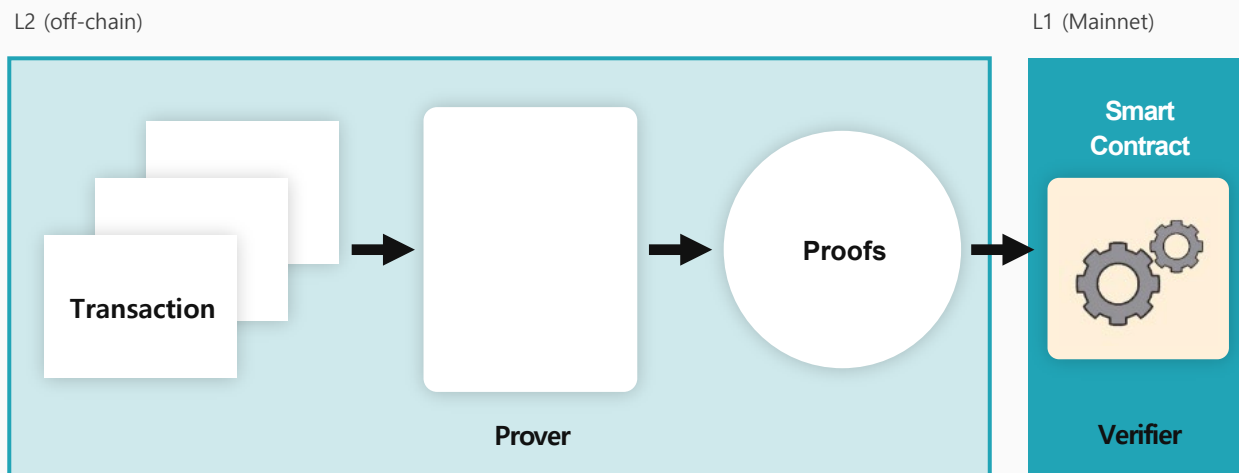 L2 (off-chain)
L1 (Mainnet)
Smart
Contract
Transaction
Proofs
Prover
Verifier